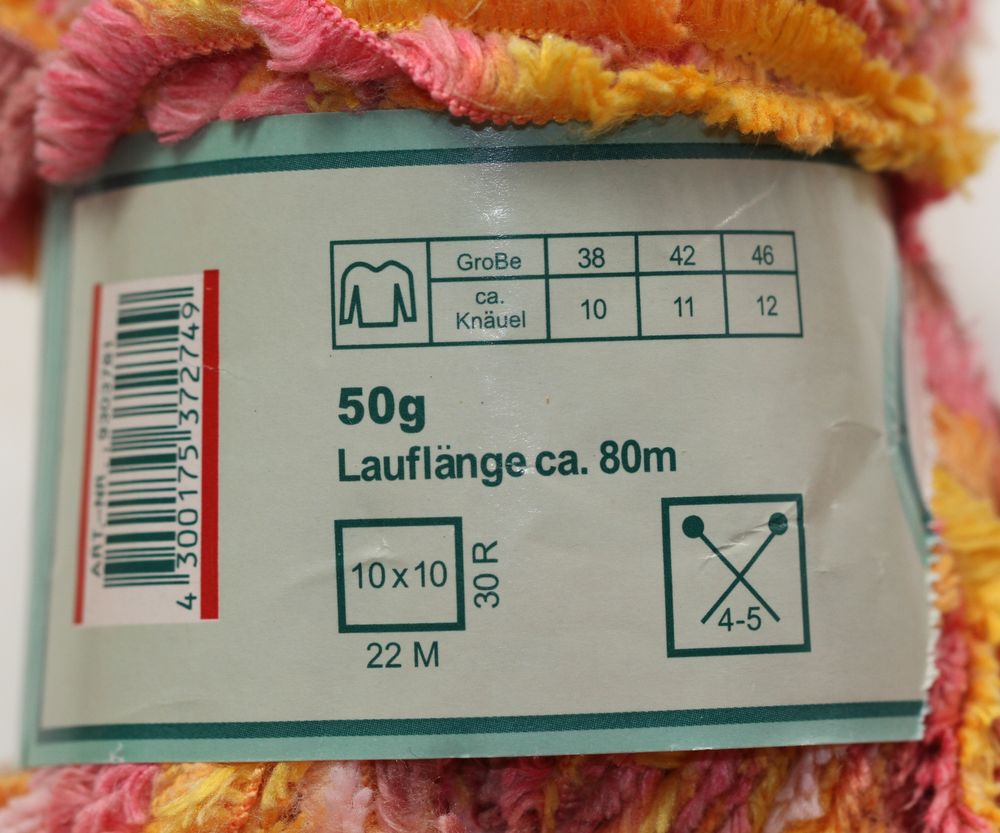 GroBe 38 42 46
ca.
Knäuel 10 11 12
50g
Lauflänge ca. 80m
10 x 10
30 R
22 M
4-5
4 300175 372749